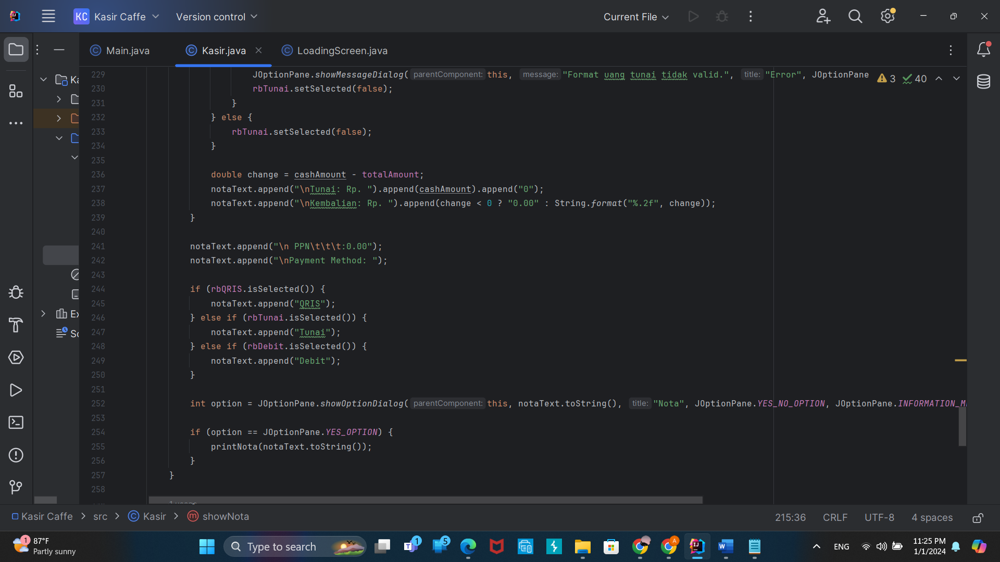 KC Kasir Caffe Version control Current File
Main.java Kasir.java LoadingScreen.java
3 40
229 JOptionPane.showMessageDialog( parentComponent: this, message: "Format uang tunai tidak valid.", title: "Error", JOptionPane
230 rbTunai.setSelected(false);
231 }
232 } else {
233 rbTunai.setSelected(false);
234 }
235
236 double change = cashAmount - totalAmount;
237 notaText.append("\nTunai: Rp. ").append(cashAmount).append("0");
238 notaText.append("\nKembalian: Rp. ").append(change < 0 ? "0.00" : String.format("%.2f", change));
239 }
240
241 notaText.append("\n PPN\t\t\t:0.00");
242 notaText.append("\nPayment Method: ");
243
244 if (rbQRIS.isSelected()) {
245 notaText.append("QRIS");
246 } else if (rbTunai.isSelected()) {
247 notaText.append("Tunai");
248 } else if (rbDebit.isSelected()) {
249 notaText.append("Debit");
250 }
251
252 int option = JOptionPane.showOptionDialog( parentComponent: this, notaText.toString(), title: "Nota", JOptionPane.YES_NO_OPTION, JOptionPane.INFORMATION_M
253
254 if (option == JOptionPane.YES_OPTION) {
255 printNota(notaText.toString());
256 }
257 }
258
Ka
Ex
Sc
Kasir Caffe > src > Kasir > showNota
215:36 CRLF UTF-8 4 spaces
1
87°F
Partly sunny
Type to search
1
5
ENG
11:25 PM
1/1/2024